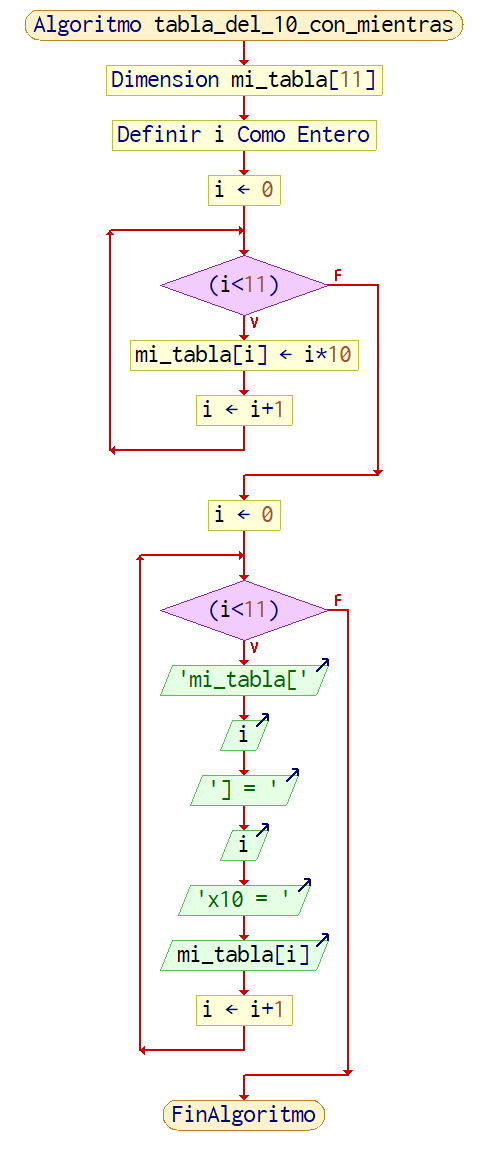 Algoritmo tabla_del_10_con_mientras
Dimension mi_tabla[11]
Definir i Como Entero
i ← 0
(i<11)
F
V
mi_tabla[i] ← i*10
i ← i+1
i ← 0
(i<11)
F
V
'mi_tabla['
i
'] = '
i
'x10 = '
mi_tabla[i]
i ← i+1
FinAlgoritmo